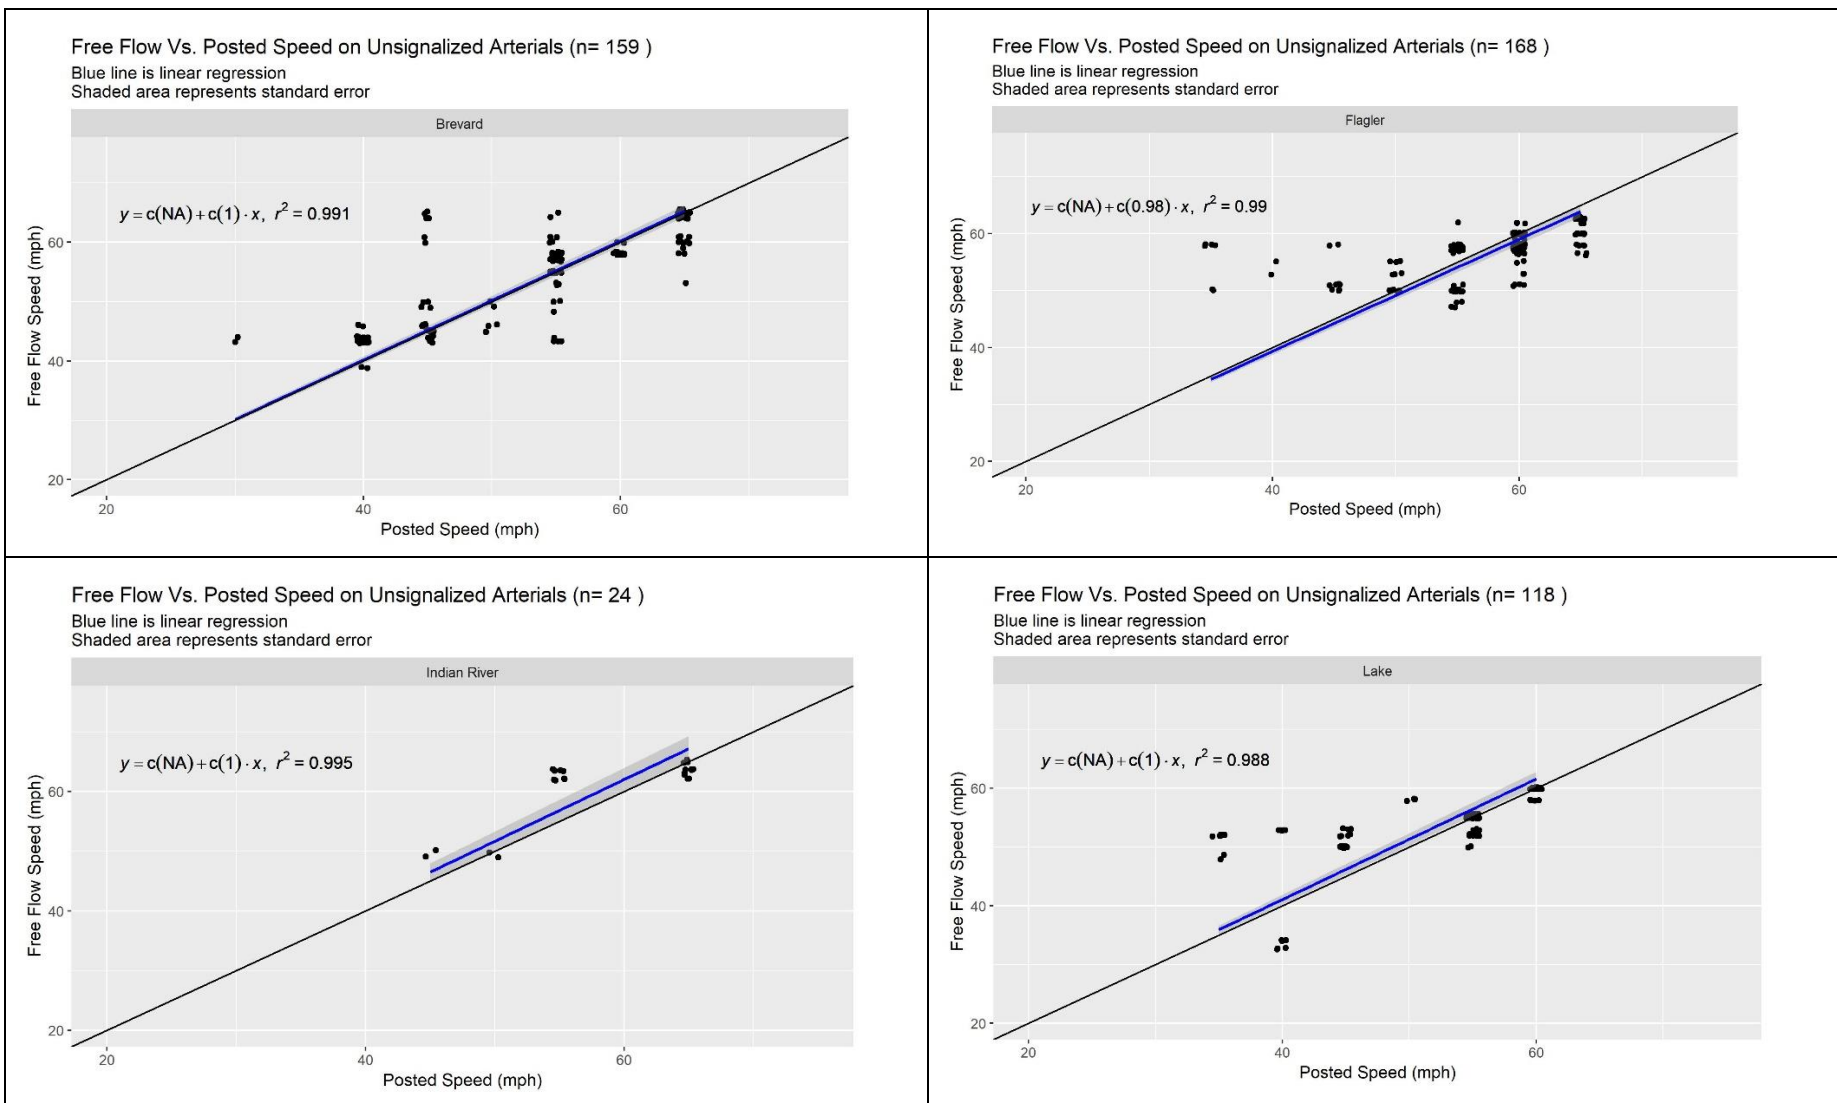 Free Flow Vs. Posted Speed on Unsignalized Arterials (n= 159 )
Blue line is linear regression
Shaded area represents standard error
Brevard
y = c(NA) + c(1) · x, r² = 0.991
Free Flow Speed (mph)
60
40
20
20 40 60
Posted Speed (mph)
Free Flow Vs. Posted Speed on Unsignalized Arterials (n= 168 )
Blue line is linear regression
Shaded area represents standard error
Flagler
y = c(NA) + c(0.98) · x, r² = 0.99
Free Flow Speed (mph)
60
40
20
20 40 60
Posted Speed (mph)
Free Flow Vs. Posted Speed on Unsignalized Arterials (n= 24 )
Blue line is linear regression
Shaded area represents standard error
Indian River
y = c(NA) + c(1) · x, r² = 0.995
Free Flow Speed (mph)
60
40
20
20 40 60
Posted Speed (mph)
Free Flow Vs. Posted Speed on Unsignalized Arterials (n= 118 )
Blue line is linear regression
Shaded area represents standard error
Lake
y = c(NA) + c(1) · x, r² = 0.988
Free Flow Speed (mph)
60
40
20
20 40 60
Posted Speed (mph)